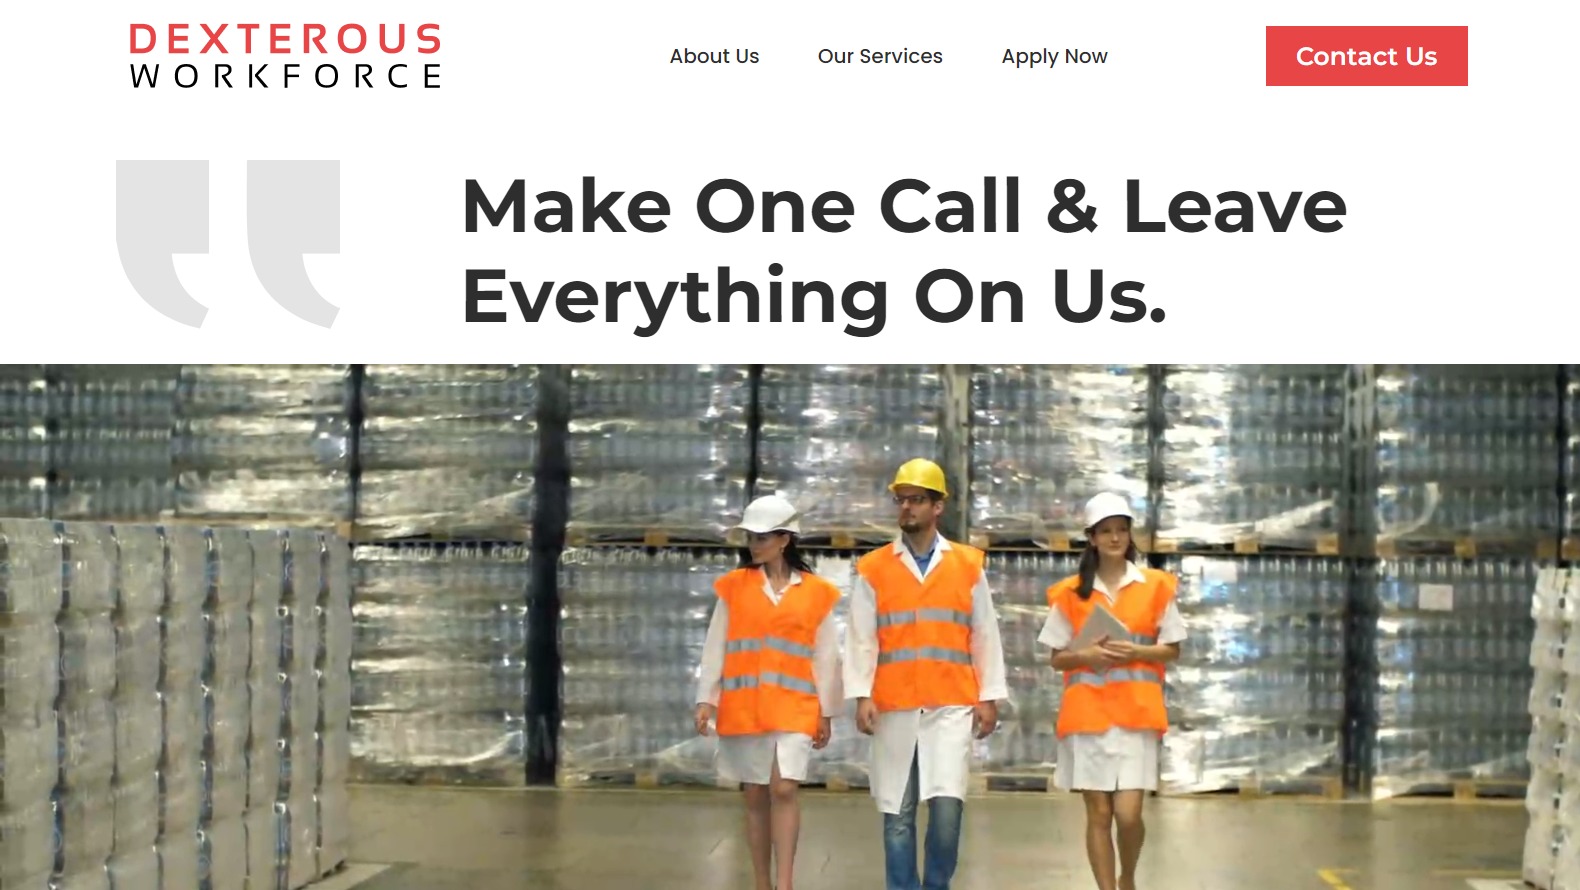 DEXTEROUS
WORKFORCE
About Us
Our Services
Apply Now
Contact Us
Make One Call & Leave
Everything On Us.